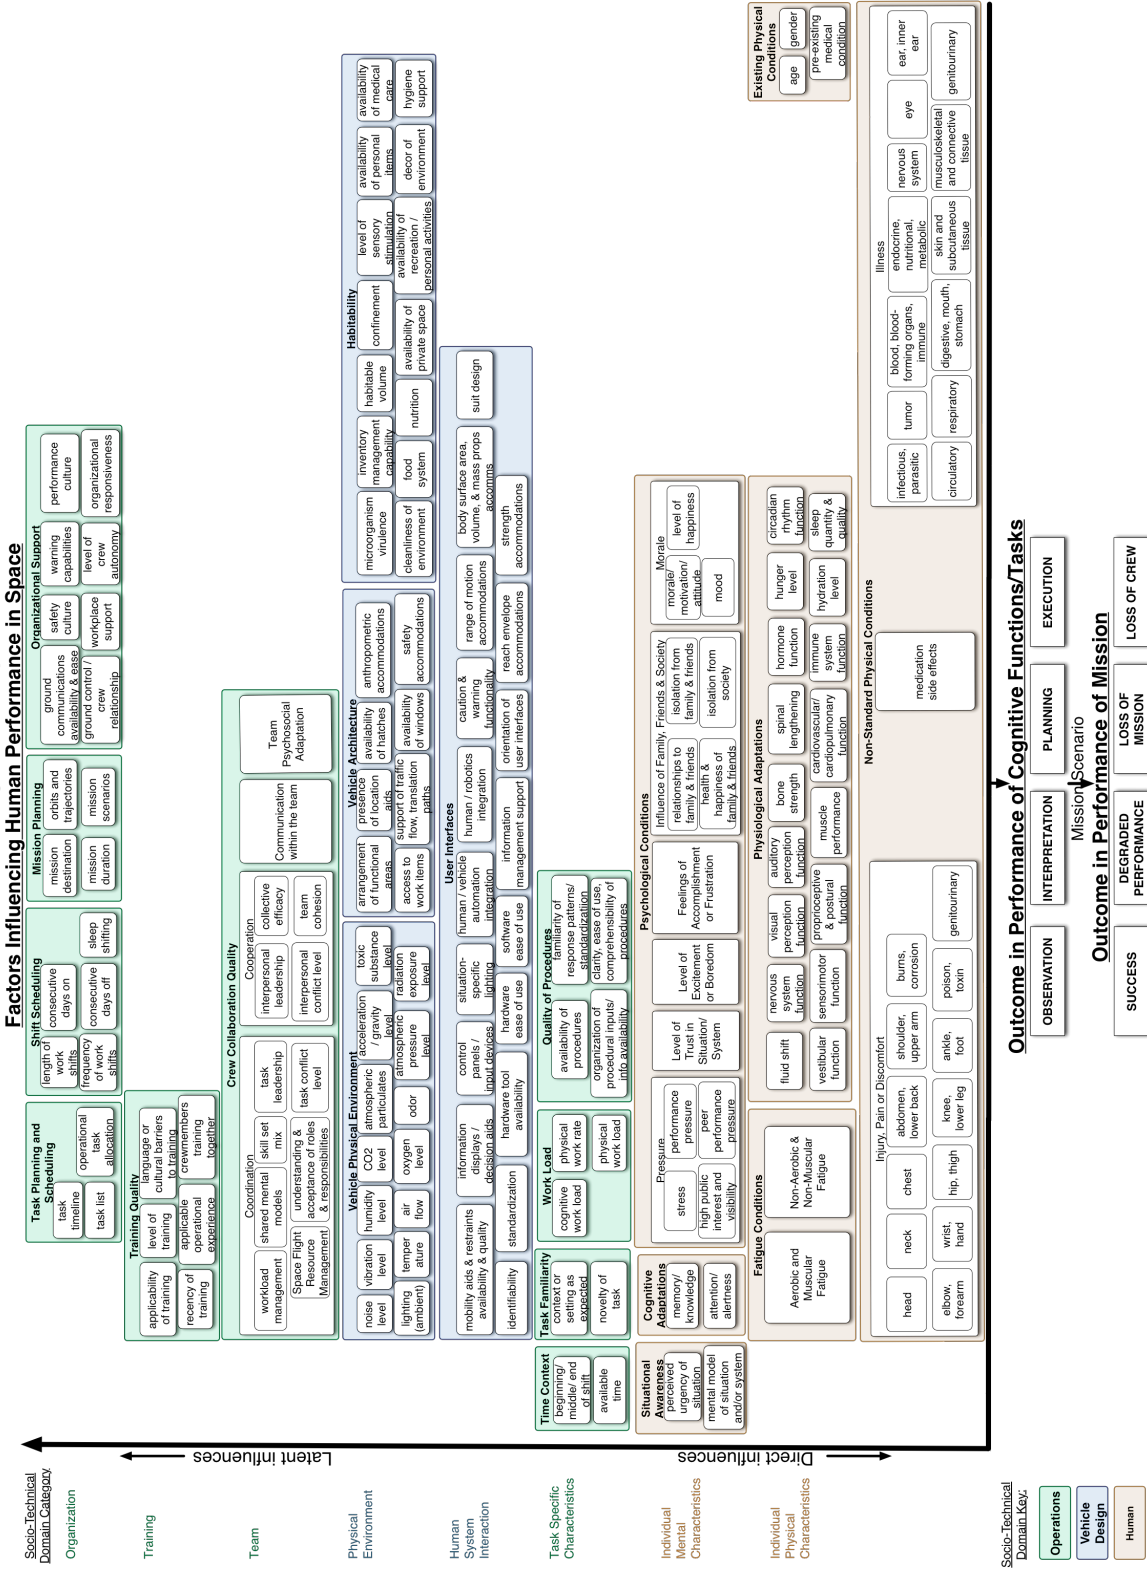 Factors Influencing Human Performance in Space
Socio-Technical
Domain Category
Organization
Task Planning and
Scheduling
task
timeline
task list
operational
task
allocation
Shift Scheduling
length of
work
shifts
consecutive
days on
frequency
of work
shifts
consecutive
days off
sleep
shifting
Mission Planning
mission
destination
orbits and
trajectories
mission
duration
mission
scenarios
Organizational Support
ground
communications
availability & ease
safety
culture
warning
capabilities
performance
culture
ground control /
crew
relationship
workplace
support
level of
crew
autonomy
organizational
responsiveness
Training
Training Quality
applicability
of training
level of
training
language or
cultural barriers
to training
recency of
training
applicable
operational
experience
crewmembers
training
together
Team
Crew Collaboration Quality
Coordination
workload
management
shared mental
models
skill set
mix
task
leadership
Space Flight
Resource
Management
understanding &
acceptance of roles
& responsibilities
task conflict
level
Cooperation
interpersonal
leadership
collective
efficacy
interpersonal
conflict level
team
cohesion
Communication
within the team
Team
Psychosocial
Adaptation
Physical
Environment
Vehicle Physical Environment
noise
level
vibration
level
humidity
level
CO2
level
atmospheric
particulates
acceleration
/ gravity
level
toxic
substance
level
lighting
(ambient)
temper
ature
air
flow
oxygen
level
odor
atmospheric
pressure
level
radiation
exposure
level
Vehicle Architecture
arrangement
of functional
areas
presence
of location
aids
availability
of hatches
anthropometric
accommodations
access to
work items
support of traffic
flow, translation
paths
availability
of windows
safety
accommodations
Habitability
microorganism
virulence
inventory
management
capability
habitable
volume
confinement
level of
sensory
stimulation
availability
of personal
items
availability
of medical
care
cleanliness of
environment
food
system
nutrition
availability of
private space
availability of
recreation /
personal activities
decor of
environment
hygiene
support
Human
System
Interaction
User Interfaces
mobility aids & restraints
availability & quality
information
displays /
decision aids
control
panels /
input devices
situation-
specific
lighting
human / vehicle
automation
integration
human / robotics
integration
caution &
warning
functionality
range of motion
accommodations
body surface area,
volume, & mass props
accomms
suit design
identifiability
standardization
hardware tool
availability
hardware
ease of use
software
ease of use
information
management support
orientation of
user interfaces
reach envelope
accommodations
strength
accommodations
Task Specific
Characteristics
Time Context
beginning/
middle/ end
of shift
available
time
Task Familiarity
context or
setting as
expected
novelty of
task
Work Load
cognitive
work load
physical
work rate
physical
work load
Quality of Procedures
availability of
procedures
familiarity of
response patterns/
standardization
organization of
procedural inputs/
info availability
clarity, ease of use,
comprehensibility of
procedures
Individual
Mental
Characteristics
Situational
Awareness
perceived
urgency of
situation
mental model
of situation
and/or system
Cognitive
Adaptations
memory/
knowledge
attention/
alertness
Psychological Conditions
Pressure
stress
performance
pressure
high public
interest and
visibility
peer
performance
pressure
Level of
Trust in
Situation/
System
Level of
Excitement
or Boredom
Feelings of
Accomplishment
or Frustration
Influence of Family, Friends & Society
relationships to
family & friends
isolation from
family & friends
health &
happiness of
family & friends
isolation from
society
Morale
morale/
motivation/
attitude
level of
happiness
mood
Individual
Physical
Characteristics
Fatigue Conditions
Aerobic and
Muscular
Fatigue
Non-Aerobic &
Non-Muscular
Fatigue
Physiological Adaptations
fluid shift
nervous
system
function
visual
perception
function
auditory
perception
function
bone
strength
spinal
lengthening
hormone
function
hunger
level
circadian
rhythm
function
vestibular
function
sensorimotor
function
proprioceptive
& postural
function
muscle
performance
cardiovascular/
cardiopulmonary
function
immune
system
function
hydration
level
sleep
quantity &
quality
Existing Physical
Conditions
age
gender
pre-existing
medical
condition
Non-Standard Physical Conditions
Injury, Pain or Discomfort
head
neck
chest
abdomen,
lower back
shoulder,
upper arm
burns,
corrosion
elbow,
forearm
wrist,
hand
hip, thigh
knee,
lower leg
ankle,
foot
poison,
toxin
genitourinary
medication
side effects
Illness
infectious,
parasitic
tumor
blood, blood-
forming organs,
immune
endocrine,
nutritional,
metabolic
nervous
system
eye
ear, inner
ear
circulatory
respiratory
digestive, mouth,
stomach
skin and
subcutaneous
tissue
musculoskeletal
and connective
tissue
genitourinary
Latent influences
Direct influences
Outcome in Performance of Cognitive Functions/Tasks
OBSERVATION
INTERPRETATION
PLANNING
EXECUTION
Mission Scenario
Outcome in Performance of Mission
SUCCESS
DEGRADED
PERFORMANCE
LOSS OF
MISSION
LOSS OF CREW
Socio-Technical
Domain Key:
Operations
Vehicle
Design
Human